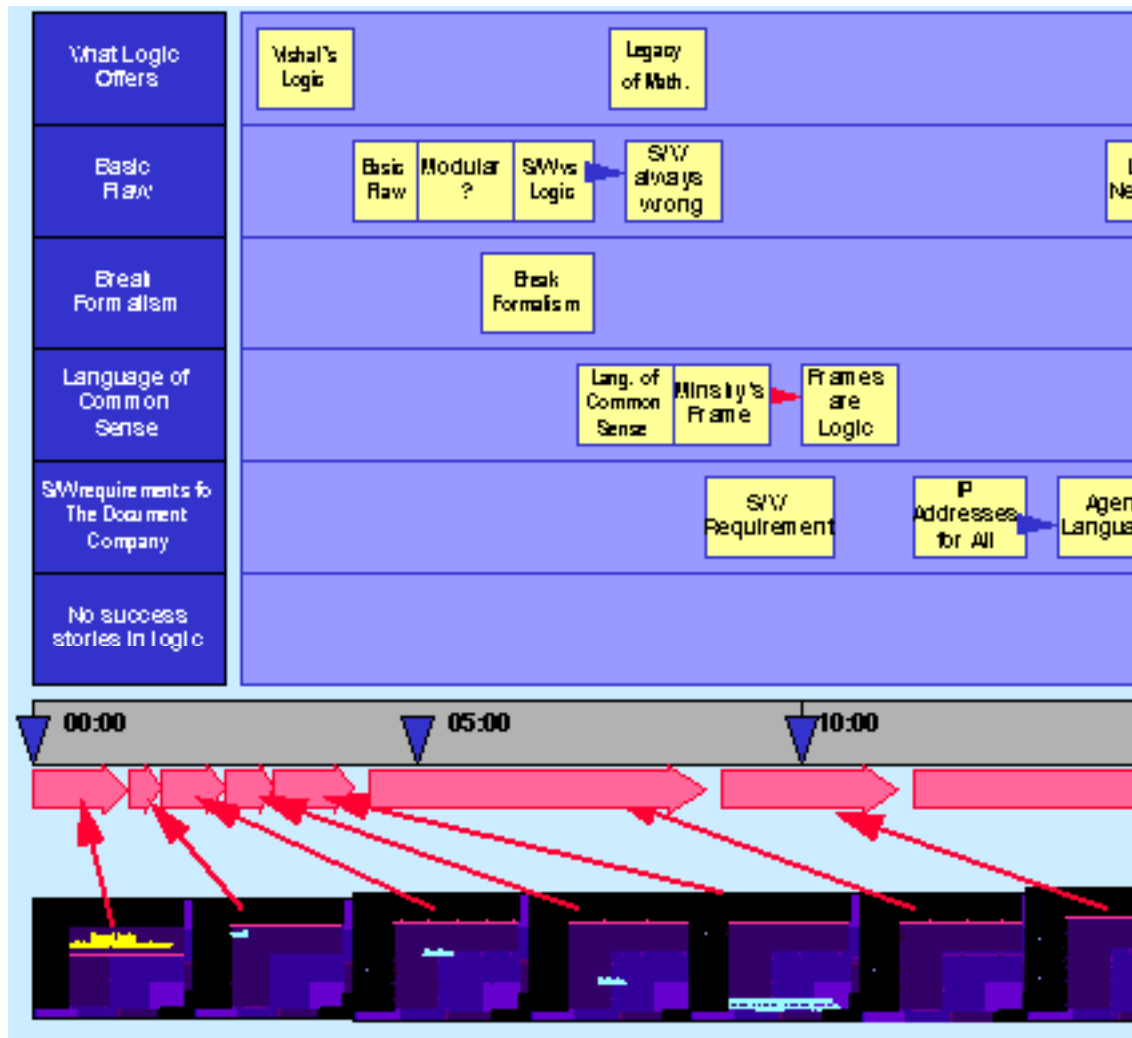 What Logic
Offers
Vishal's
Logic
Legacy
of Math.
Basic
Flaw
Basic
Flaw
Modular
?
S/W vs
Logic
S/W
always
wrong
Break
Formalism
Break
Formalism
Language of
Common
Sense
Lang. of
Common
Sense
Minsky's
Frame
Frames
are
Logic
S/W requirements fo
The Document
Company
S/W
Requirement
IP
Addresses
for All
Agen
Langua
No success
stories in logic
00:00
05:00
10:00